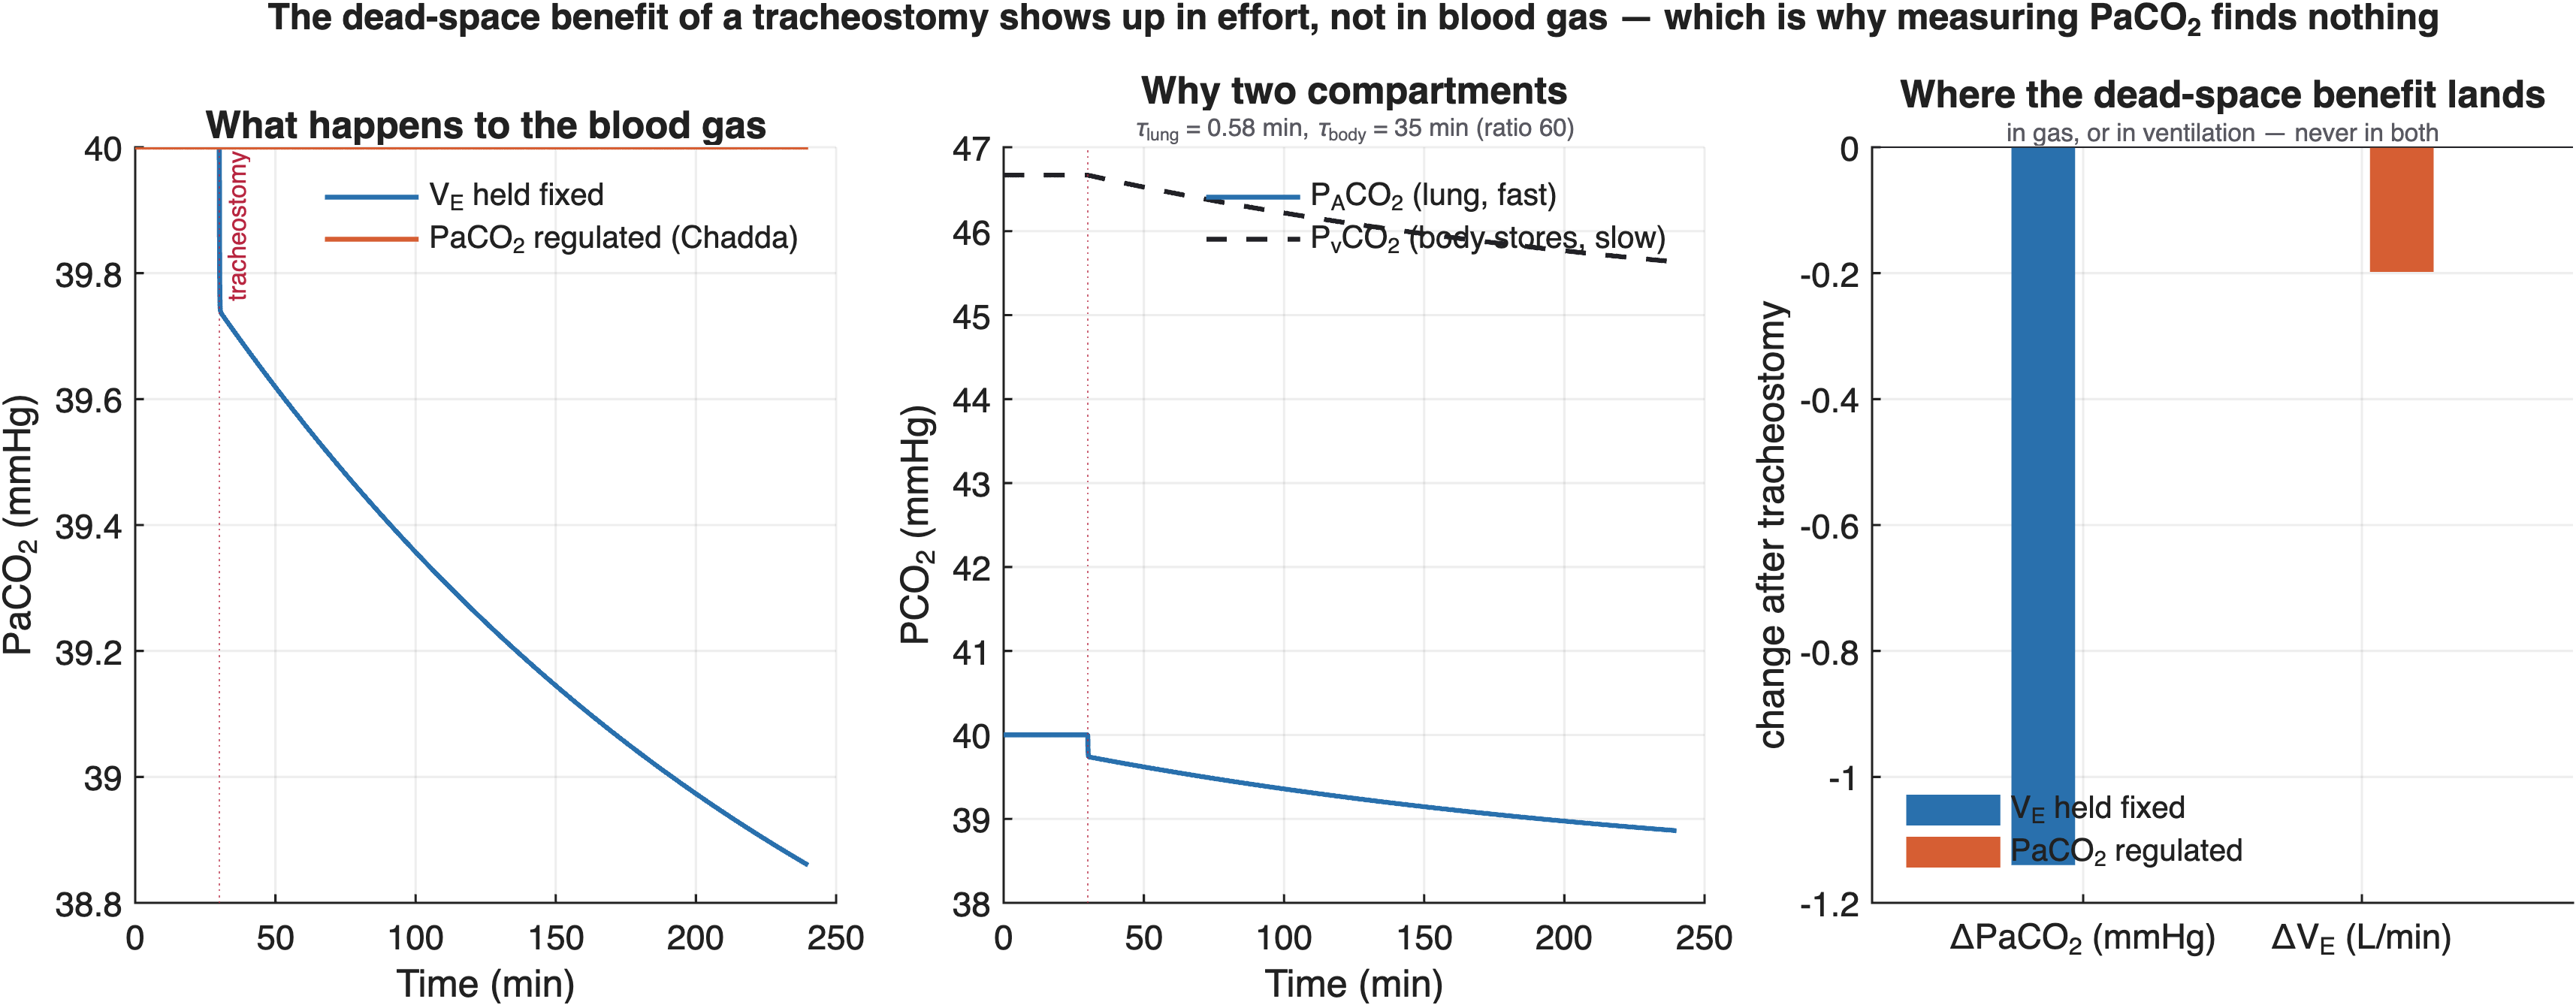 The dead-space benefit of a tracheostomy shows up in effort, not in blood gas — which is why measuring PaCO₂ finds nothing
What happens to the blood gas
40
39.8
39.6
39.4
39.2
39
38.8
PaCO₂ (mmHg)
tracheostomy
V_E held fixed
PaCO₂ regulated (Chadda)
0 50 100 150 200 250
Time (min)
Why two compartments
τ_lung = 0.58 min, τ_body = 35 min (ratio 60)
47
46
45
44
43
42
41
40
39
38
PCO₂ (mmHg)
P_ACO₂ (lung, fast)
P_vCO₂ (body stores, slow)
0 50 100 150 200 250
Time (min)
Where the dead-space benefit lands
in gas, or in ventilation — never in both
0
-0.2
-0.4
-0.6
-0.8
-1
-1.2
change after tracheostomy
V_E held fixed
PaCO₂ regulated
ΔPaCO₂ (mmHg) ΔV_E (L/min)